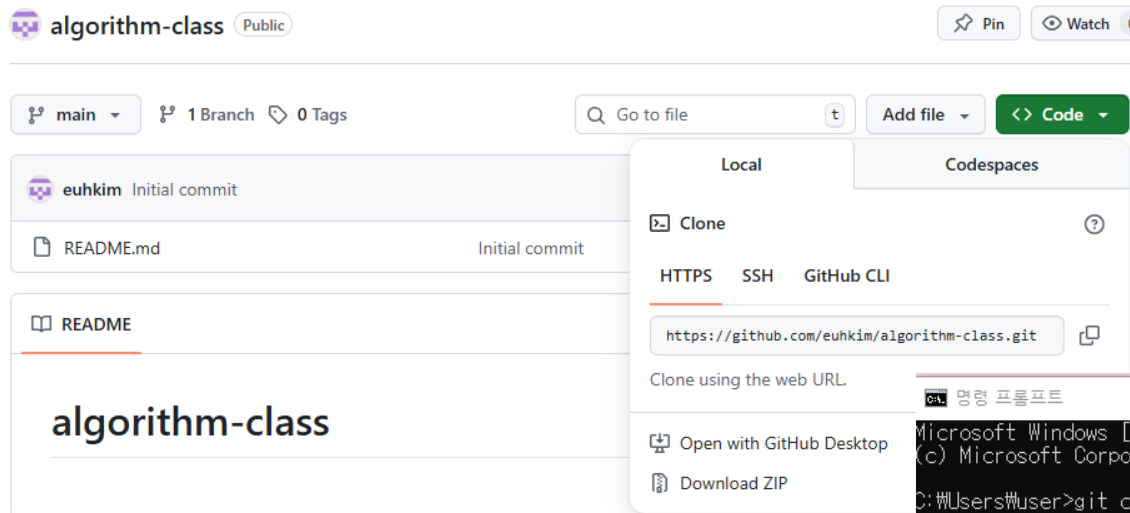 algorithm-class Public Pin Watch
main 1 Branch 0 Tags Go to file t Add file Code
Local Codespaces
euhkim Initial commit
Clone
README.md Initial commit
HTTPS SSH GitHub CLI
README
https://github.com/euhkim/algorithm-class.git
Clone using the web URL.
명령 프롬프트
algorithm-class
Microsoft Windows [
Open with GitHub Desktop
(c) Microsoft Corpo
Download ZIP
C:₩Users₩user>git c